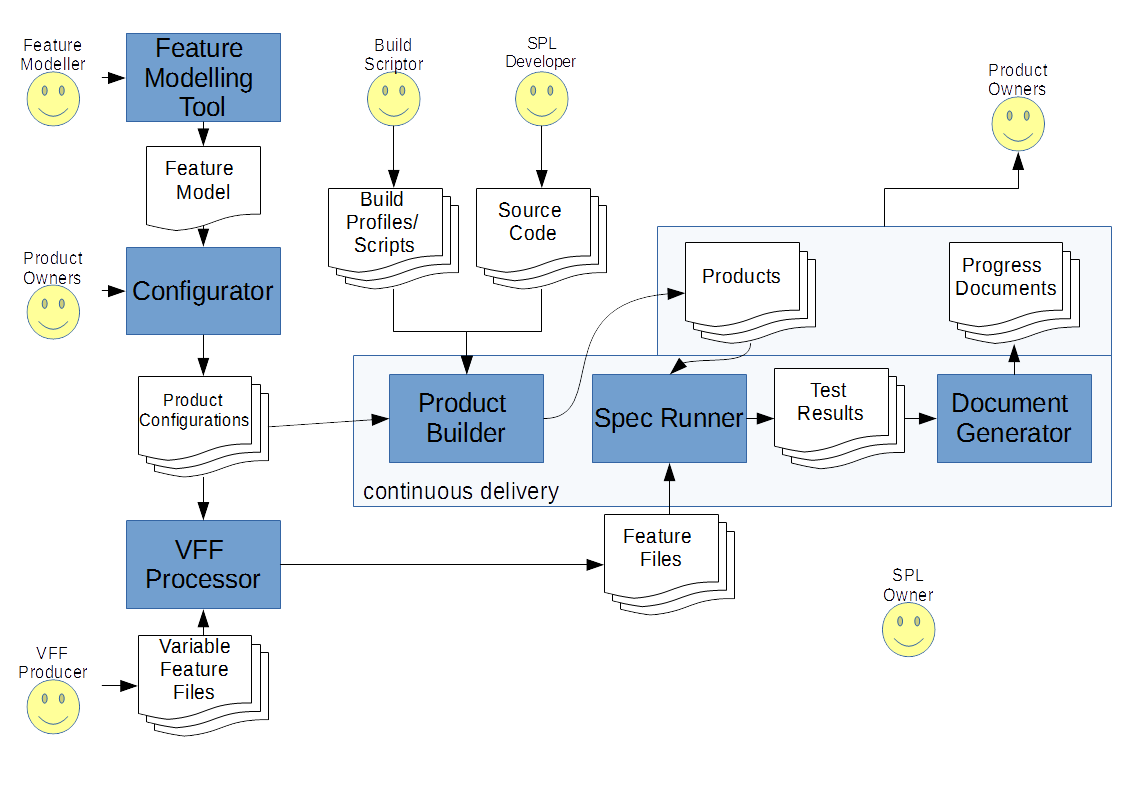 Feature
Modeller
Feature
Modelling
Tool
Build
Scriptor
SPL
Developer
Product
Owners
Feature
Model
Build
Profiles/
Scripts
Source
Code
Product
Owners
Configurator
Products
Progress
Documents
Product
Configurations
Product
Builder
Spec Runner
Test
Results
Document
Generator
continuous delivery
VFF
Processor
Feature
Files
SPL
Owner
VFF
Producer
Variable
Feature
Files